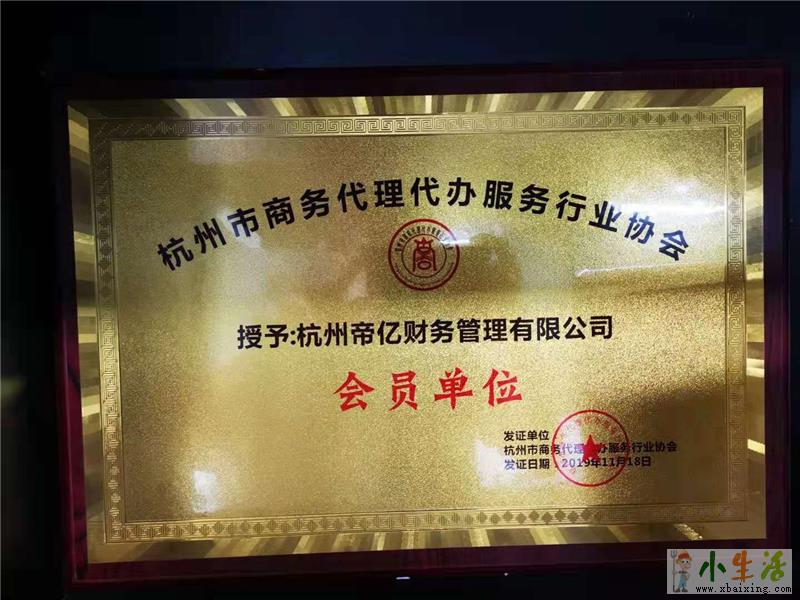 杭州市商务代理代办服务行业协会
商
授予:杭州帝亿财务管理有限公司
会员单位
发证单位
杭州市商务代理代办服务行业协会
发证日期：2019年11月18日
小生活
www.xbaixing.com